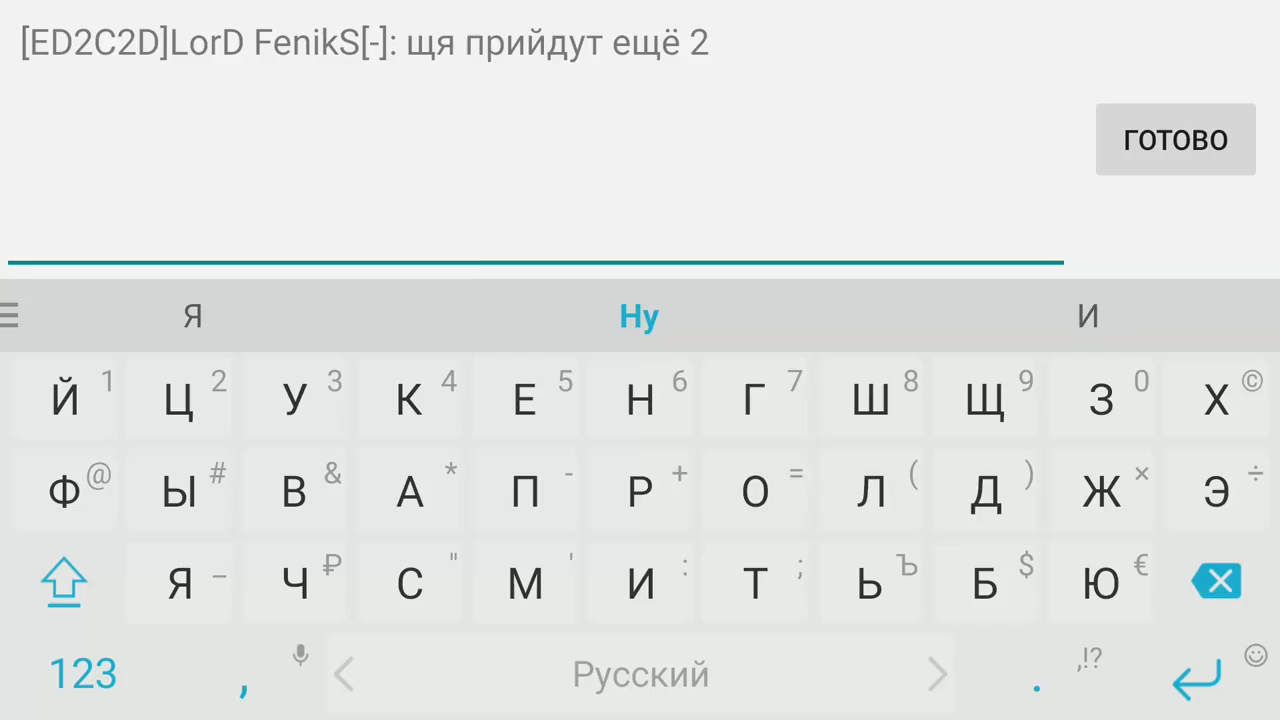 [ED2C2D]LorD FenikS[-]: щя прийдут ещё 2
ГОТОВО
Я Ну И
Й 1 Ц 2 У 3 К 4 Е 5 Н 6 Г 7 Ш 8 Щ 9 З 0 Х ©
Ф @ Ы # В & А * П - Р + О = Л ( Д ) Ж × Э ÷
Я – Ч ₽ С " М ' И : Т ; Ь Ъ Б $ Ю €
123 , Русский . ,!?